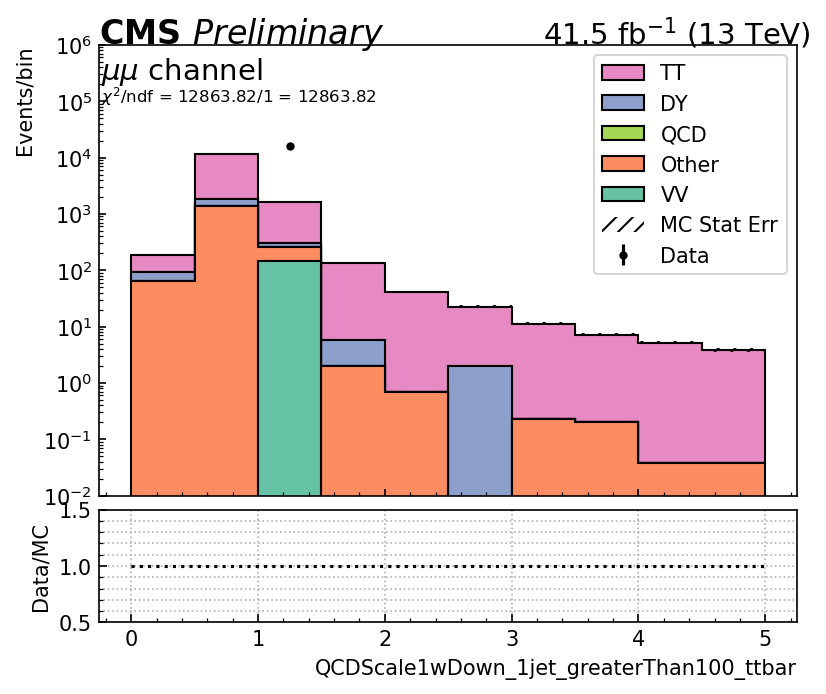 CMS Preliminary 41.5 fb⁻¹ (13 TeV)
μμ channel
χ²/ndf = 12863.82/1 = 12863.82
Events/bin
10⁶
10⁵
10⁴
10³
10²
10¹
10⁰
10⁻¹
10⁻²
TT
DY
QCD
Other
VV
MC Stat Err
Data
Data/MC
1.5
1.0
0.5
0 1 2 3 4 5
QCDScale1wDown_1jet_greaterThan100_ttbar